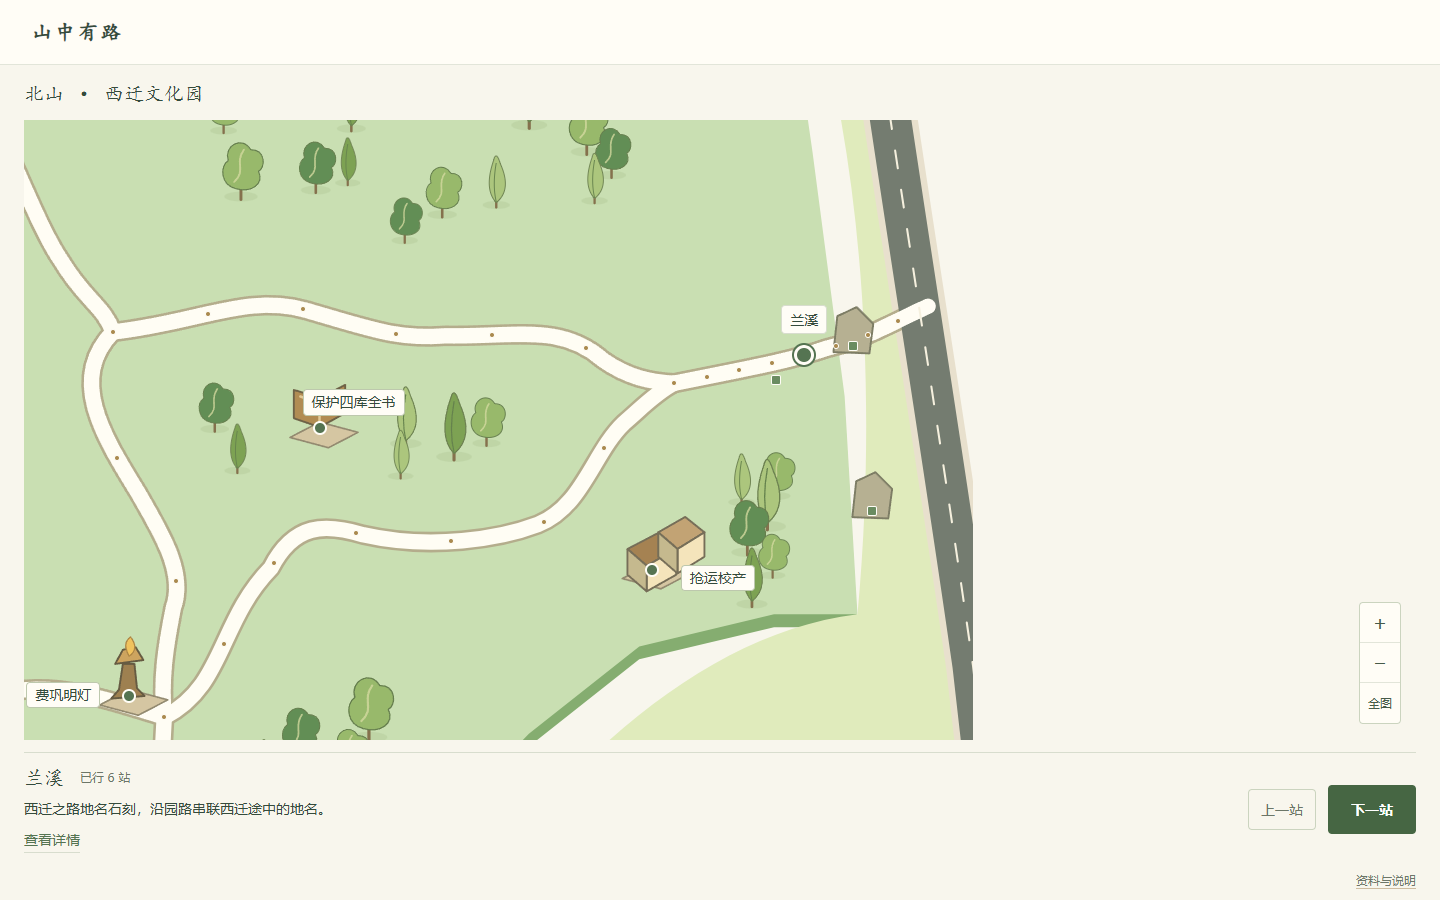 山中有路
北山 • 西迁文化园
兰溪
保护四库全书
抢运校产
费巩明灯
+
−
全图
兰溪 已行 6 站
西迁之路地名石刻，沿园路串联西迁途中的地名。
查看详情
上一站
下一站
资料与说明